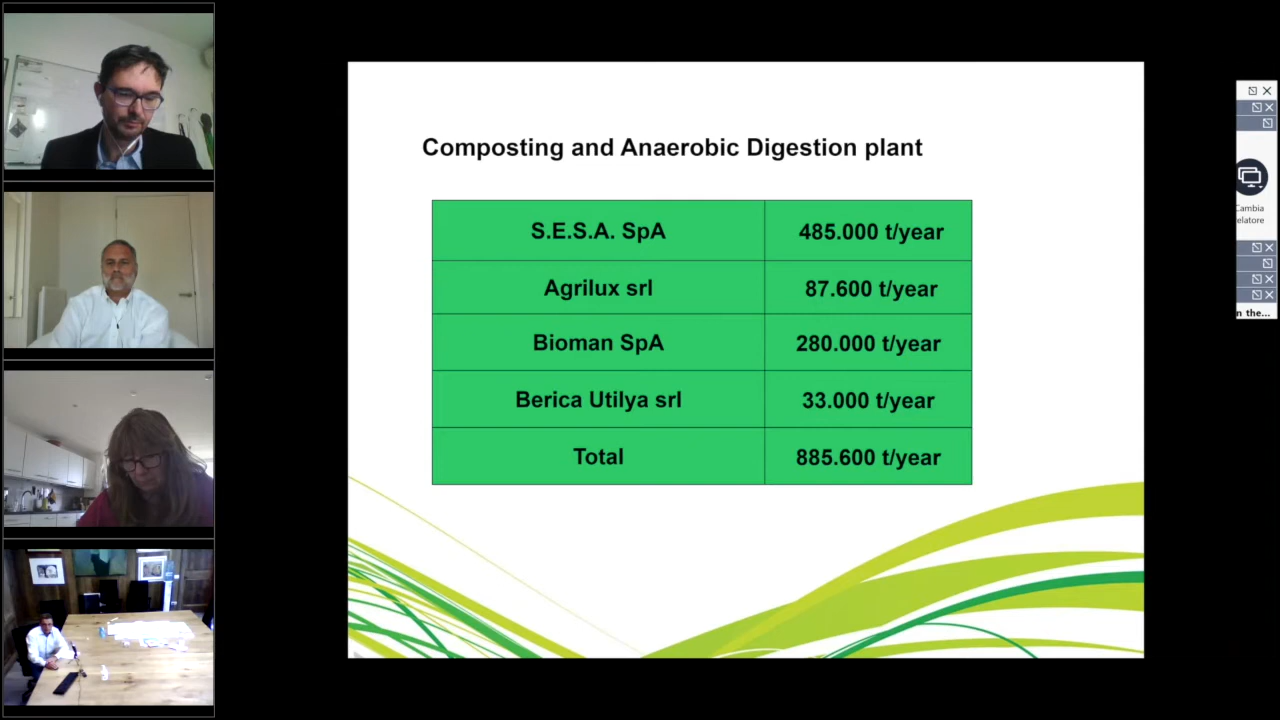 Composting and Anaerobic Digestion plant
S.E.S.A. SpA 485.000 t/year
Agrilux srl 87.600 t/year
Bioman SpA 280.000 t/year
Berica Utilya srl 33.000 t/year
Total 885.600 t/year
Cambia
elatore
n the...